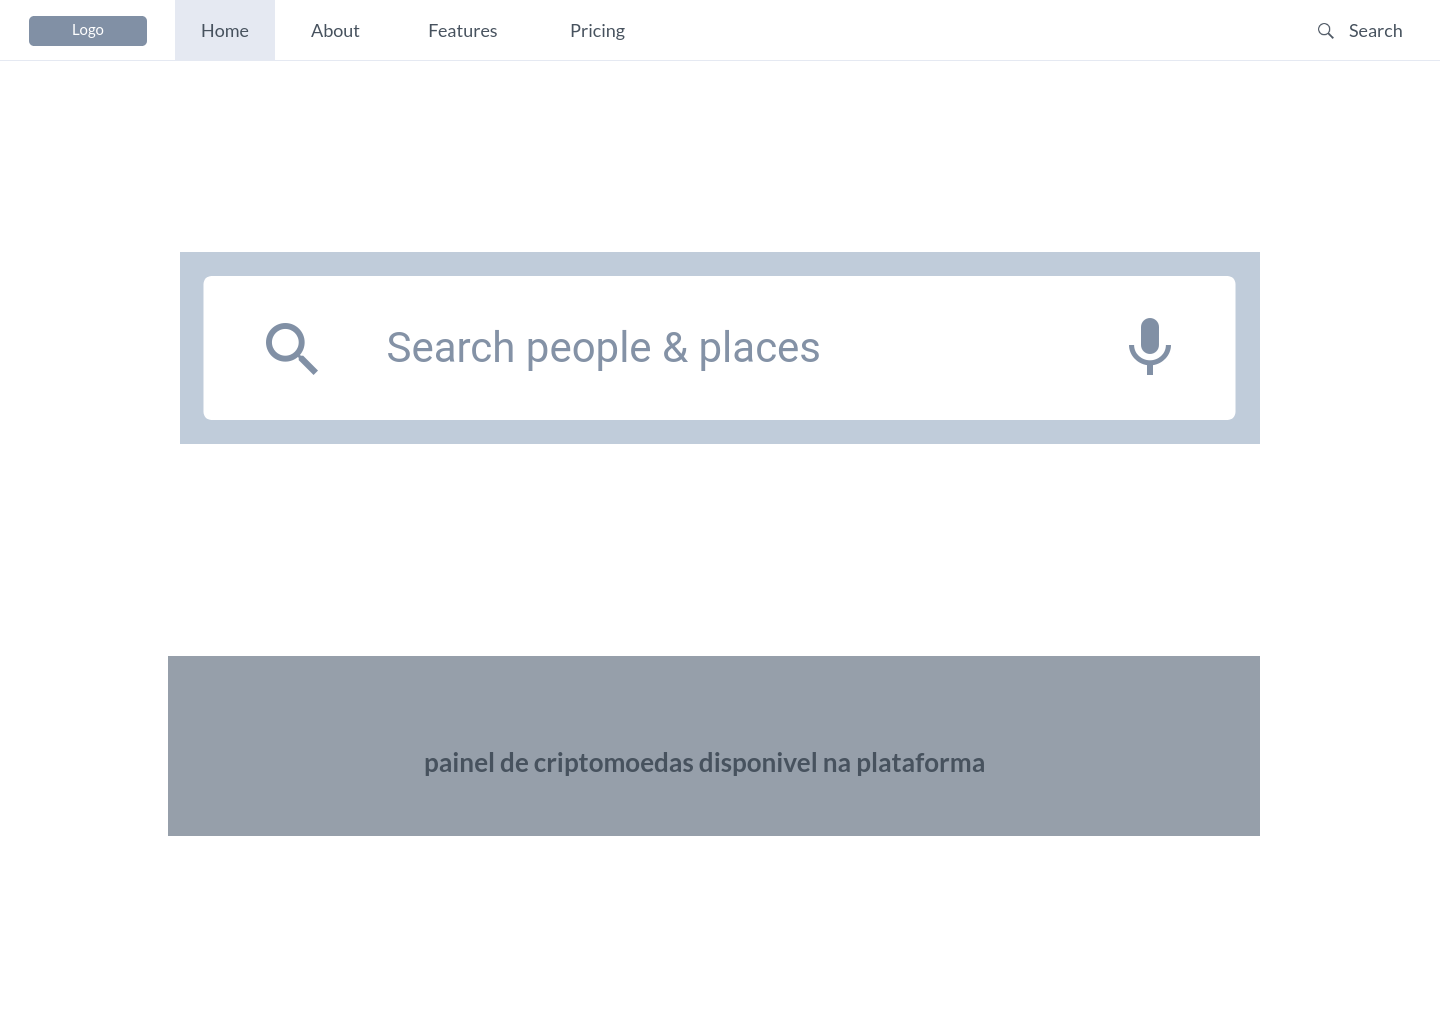 Logo
Home
About
Features
Pricing
Search
Search people & places
painel de criptomoedas disponivel na plataforma